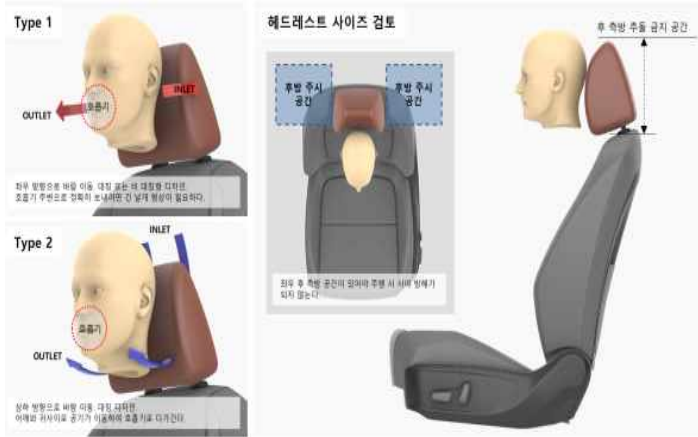 Type 1
INLET
호흡기
OUTLET
좌우 방향으로 바람 이동. 대칭 또는 비 대칭형 디자인.
호흡기 주변으로 정확히 보내려면 긴 날개 형상이 필요하다.
Type 2
INLET
호흡기
OUTLET
상하 방향으로 바람 이동. 대칭 디자인.
어깨와 귀사이로 공기가 이동하여 호흡기로 다가간다.
헤드레스트 사이즈 검토
후방 주시
공간
후방 주시
공간
좌우 후 측방 공간이 있어야 주행 시 시야 방해가
되지 않는다
후 측방 추돌 금지 공간